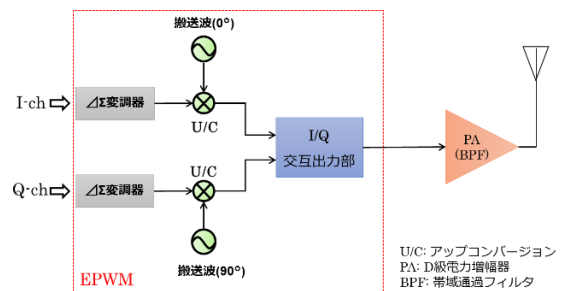 搬送波(0°)
I-ch
⊿Σ変調器
U/C
I/Q
交互出力部
PA
(BPF)
Q-ch
⊿Σ変調器
U/C
搬送波(90°)
EPWM
U/C: アップコンバージョン
PA: D級電力増幅器
BPF: 帯域通過フィルタ